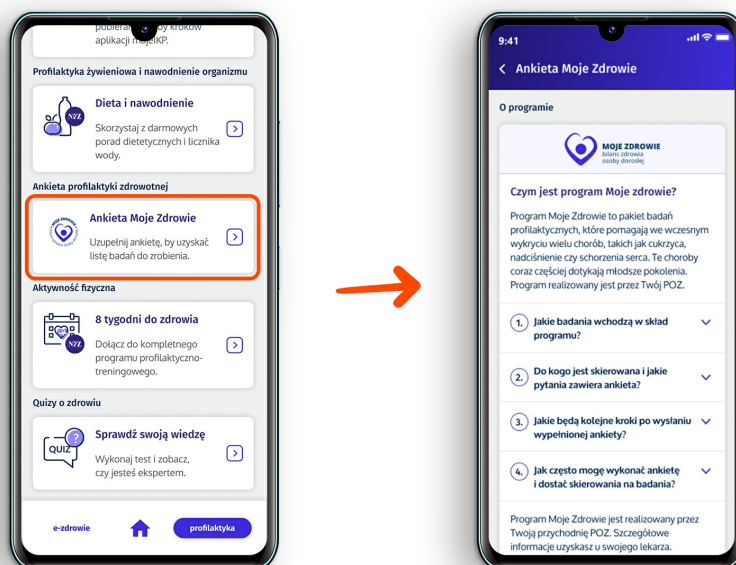 aplikacji mojeIKP.
Profilaktyka żywieniowa i nawodnienie organizmu
Dieta i nawodnienie
Skorzystaj z darmowych
porad dietetycznych i licznika
wody.
NFZ
Ankieta profilaktyki zdrowotnej
Ankieta Moje Zdrowie
Uzupełnij ankietę, by uzyskać
listę badań do zrobienia.
Aktywność fizyczna
8 tygodni do zdrowia
Dołącz do kompletnego
programu profilaktyczno-
treningowego.
NFZ
Quizy o zdrowiu
Sprawdź swoją wiedzę
Wykonaj test i zobacz,
czy jesteś ekspertem.
QUIZ
?
e-zdrowie
profilaktyka
9:41
Ankieta Moje Zdrowie
O programie
MOJE ZDROWIE
bilans zdrowia
osoby dorosłej
Czym jest program Moje zdrowie?
Program Moje Zdrowie to pakiet badań
profilaktycznych, które pomagają we wczesnym
wykryciu wielu chorób, takich jak cukrzyca,
nadciśnienie czy schorzenia serca. Te choroby
coraz częściej dotykają młodsze pokolenia.
Program realizowany jest przez Twój POZ.
1. Jakie badania wchodzą w skład
programu?
2. Do kogo jest skierowana i jakie
pytania zawiera ankieta?
3. Jakie będą kolejne kroki po wysłaniu
wypełnionej ankiety?
4. Jak często mogę wykonać ankietę
i dostać skierowania na badania?
Program Moje Zdrowie jest realizowany przez
Twoją przychodnię POZ. Szczegółowe
informacje uzyskasz u swojego lekarza.